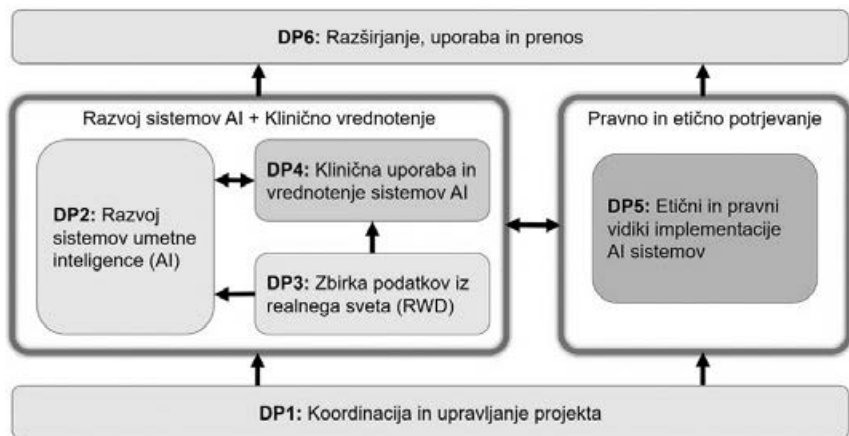 DP6: Razširjanje, uporaba in prenos
Razvoj sistemov AI + Klinično vrednotenje
DP2: Razvoj
sistemov umetne
inteligence (AI)
DP4: Klinična uporaba in
vrednotenje sistemov AI
DP3: Zbirka podatkov iz
realnega sveta (RWD)
Pravno in etično potrjevanje
DP5: Etični in pravni
vidiki implementacije
AI sistemov
DP1: Koordinacija in upravljanje projekta